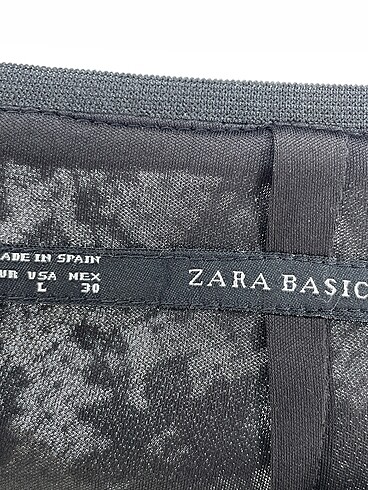 ADE IN SPAIN
UR USA MEX
L 30
ZARA BASIC